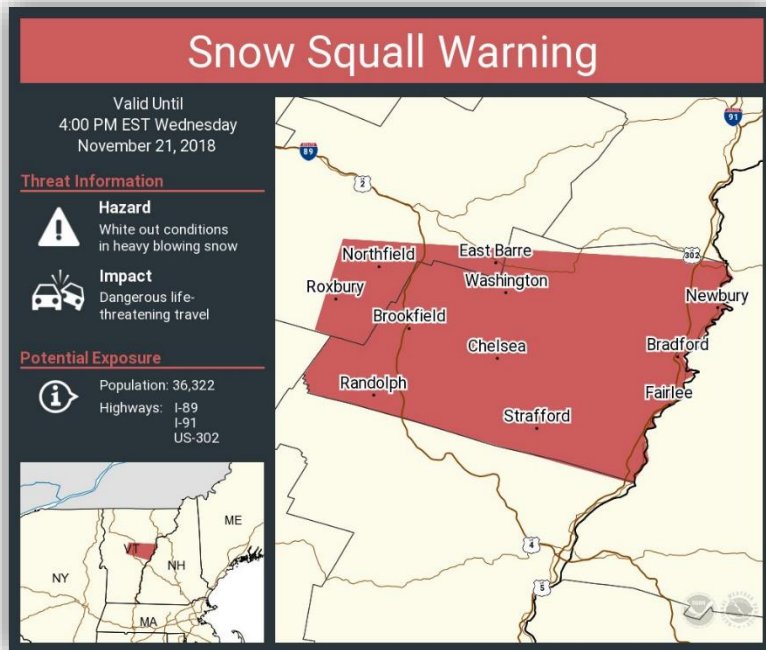 Snow Squall Warning
Valid Until
4:00 PM EST Wednesday
November 21, 2018
Threat Information
Hazard
White out conditions
in heavy blowing snow
Impact
Dangerous life-
threatening travel
Potential Exposure
Population: 36,322
Highways: I-89
I-91
US-302
NY
VT
NH
ME
MA
89
2
91
302
Northfield
East Barre
Roxbury
Washington
Newbury
Brookfield
Chelsea
Bradford
Randolph
Fairlee
Strafford
4
5